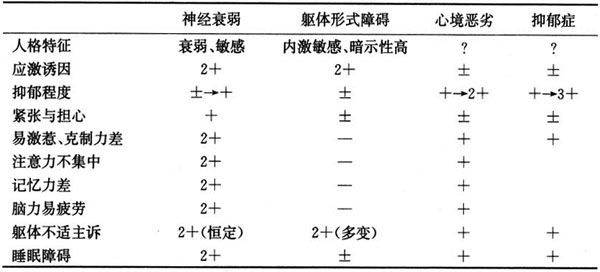 神经衰弱 躯体形式障碍 心境恶劣 抑郁症
人格特征 衰弱、敏感 内激敏感、暗示性高 ? ?
应激诱因 2+ 2+ ± ±
抑郁程度 ±→+ ± +→2+ +→3+
紧张与担心 + ± ± ±
易激惹、克制力差 2+ — + +
注意力不集中 2+ — +
记忆力差 2+ — +
脑力易疲劳 2+ — +
躯体不适主诉 2+(恒定) 2+(多变) + +
睡眠障碍 2+ ± + +